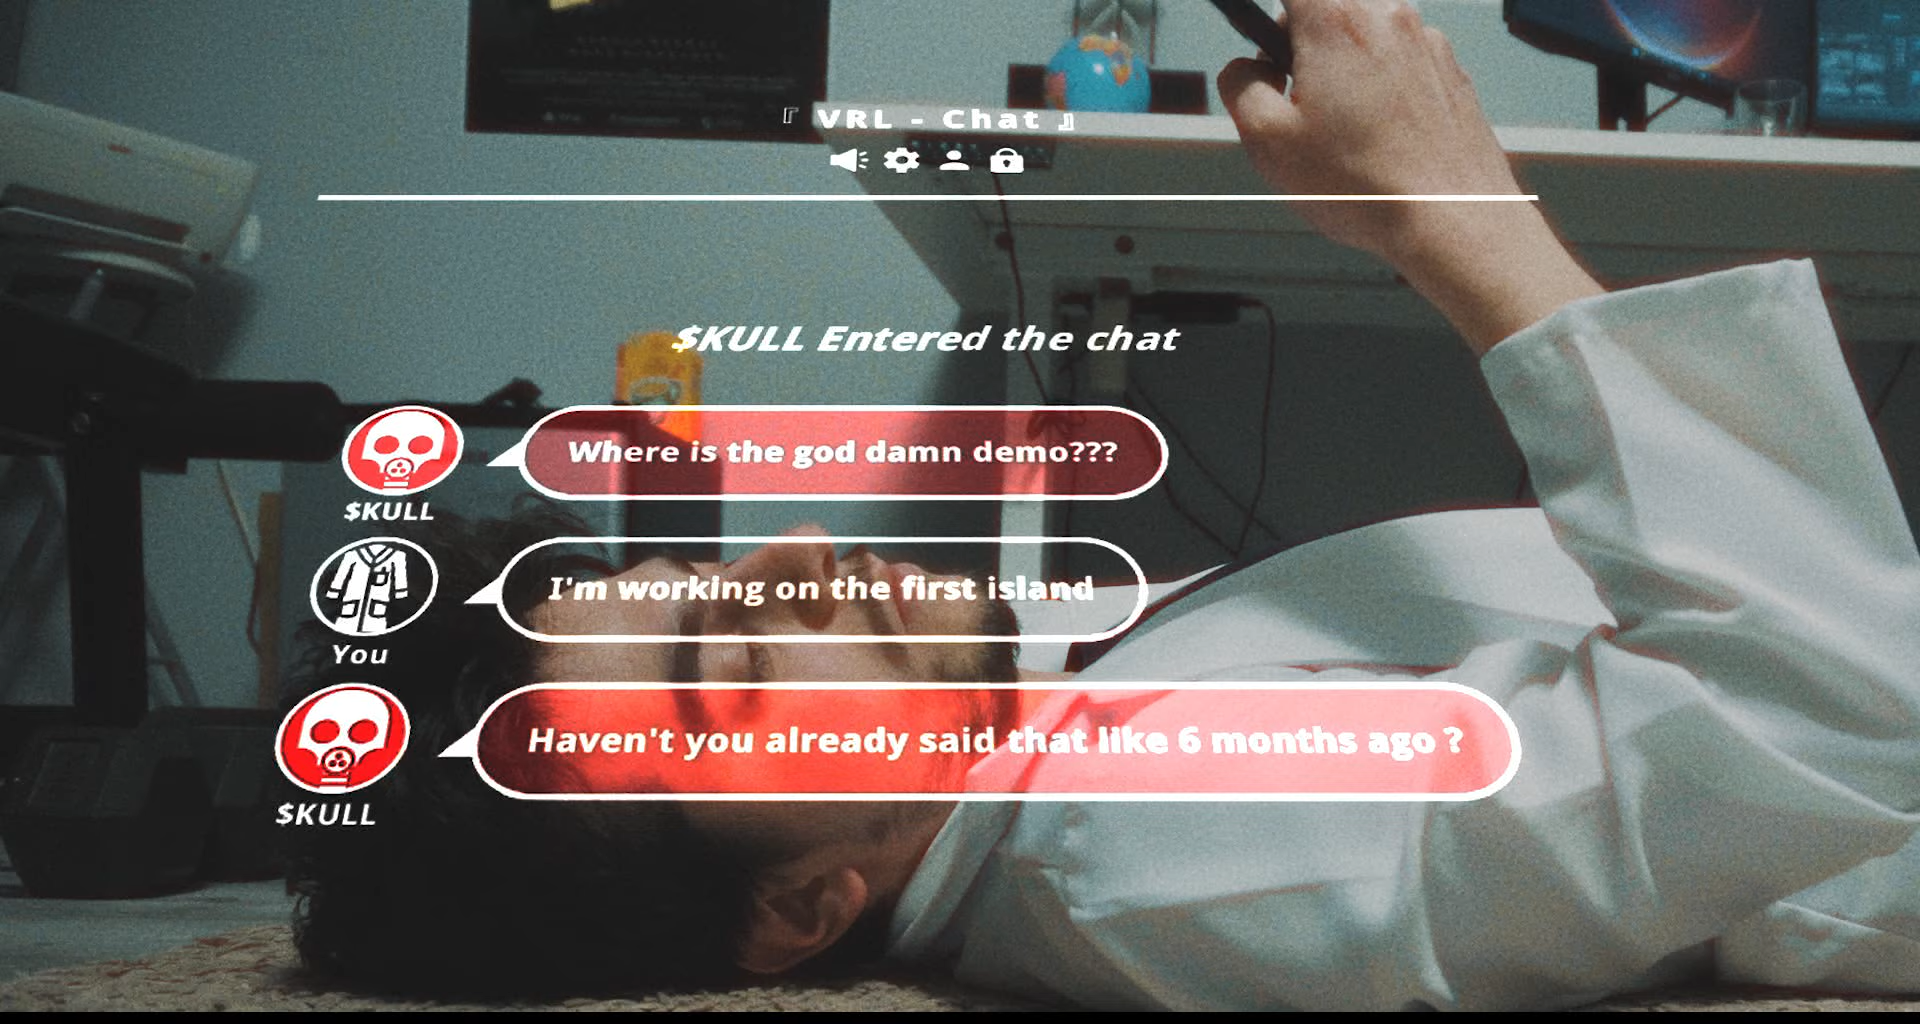 『 VRL - Chat 』
$KULL Entered the chat
Where is the god damn demo???
$KULL
I'm working on the first island
You
Haven't you already said that like 6 months ago ?
$KULL